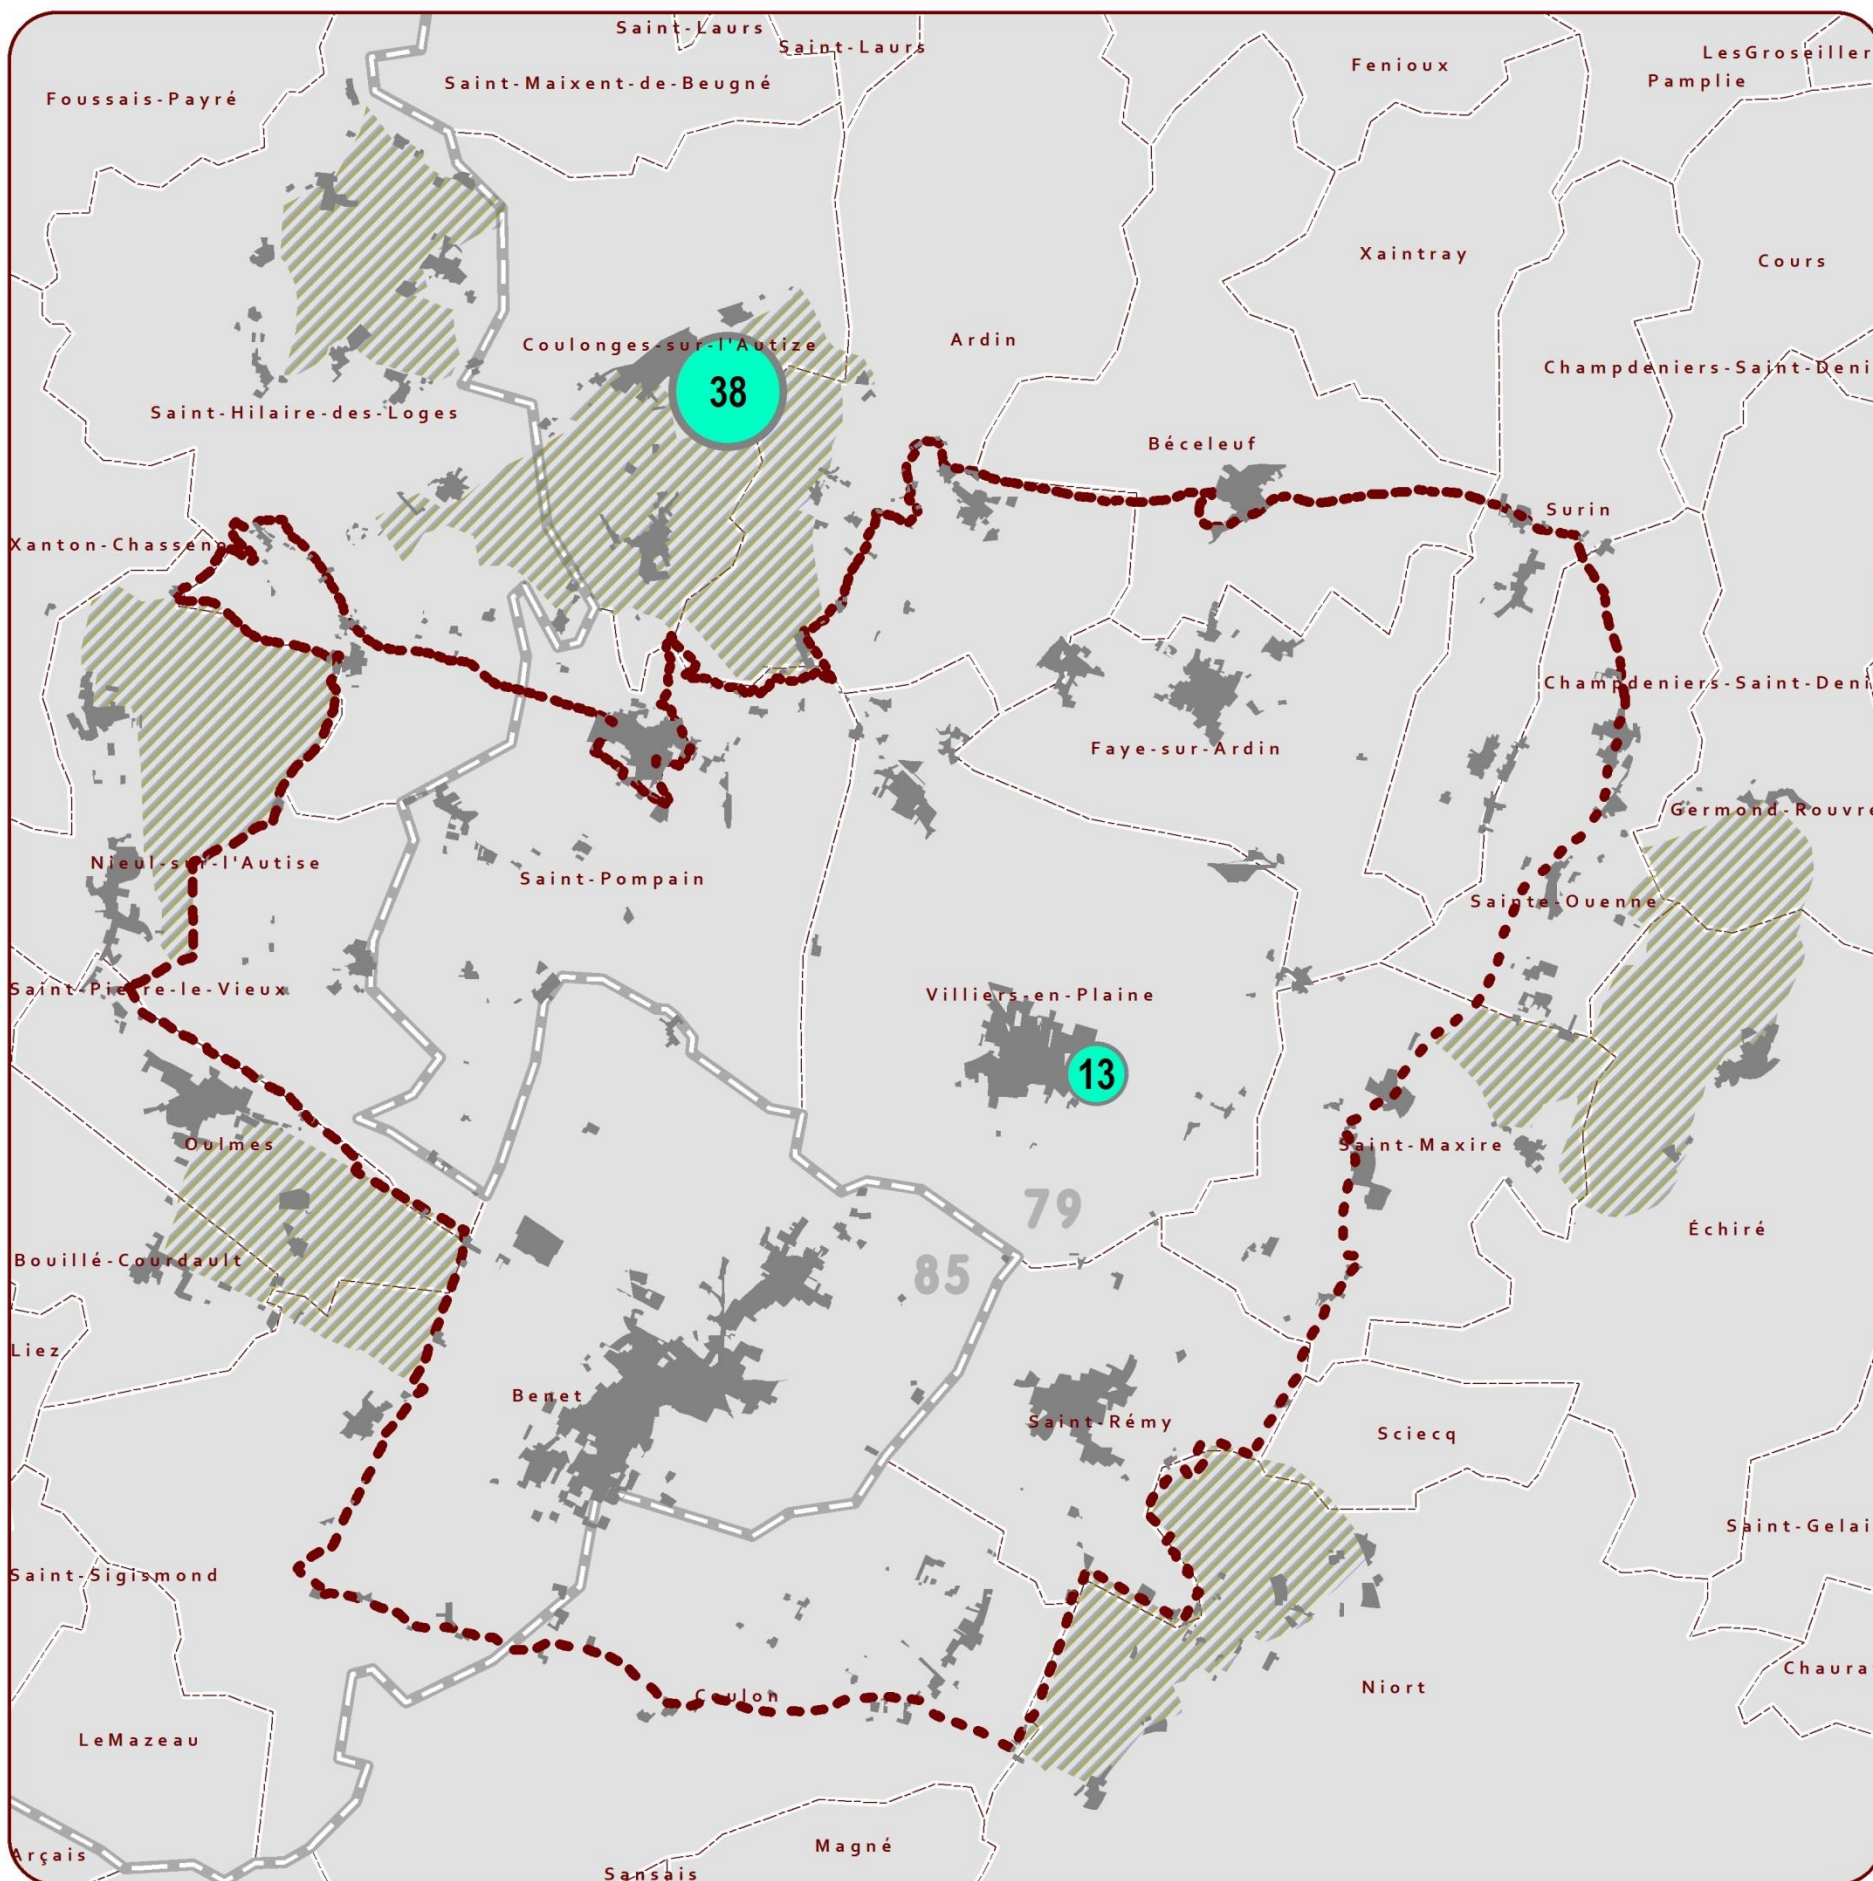 Saint-Laurs
Saint-Laurs
LesGroseiller
Fenioux
Pamplie
Saint-Maixent-de-Beugné
Foussais-Payré
Xaintray
Cours
Ardin
Coulonges-sur-l'Autize
Champdeniers-Saint-Deni
38
Saint-Hilaire-des-Loges
Béceleuf
Surin
Xanton-Chassen
Champdeniers-Saint-Deni
Faye-sur-Ardin
Germond-Rouvre
Nieul-sur-l'Autise
Saint-Pompain
Sainte-Ouenne
Saint-Pierre-le-Vieux
Villiers-en-Plaine
13
Oulmes
Saint-Maxire
79
Échiré
Bouillé-Courdault
85
Liez
Benet
Saint-Rémy
Sciecq
Saint-Gelai
Saint-Sigismond
Chaura
Niort
Coulon
LeMazeau
Magné
Arçais
Sansais